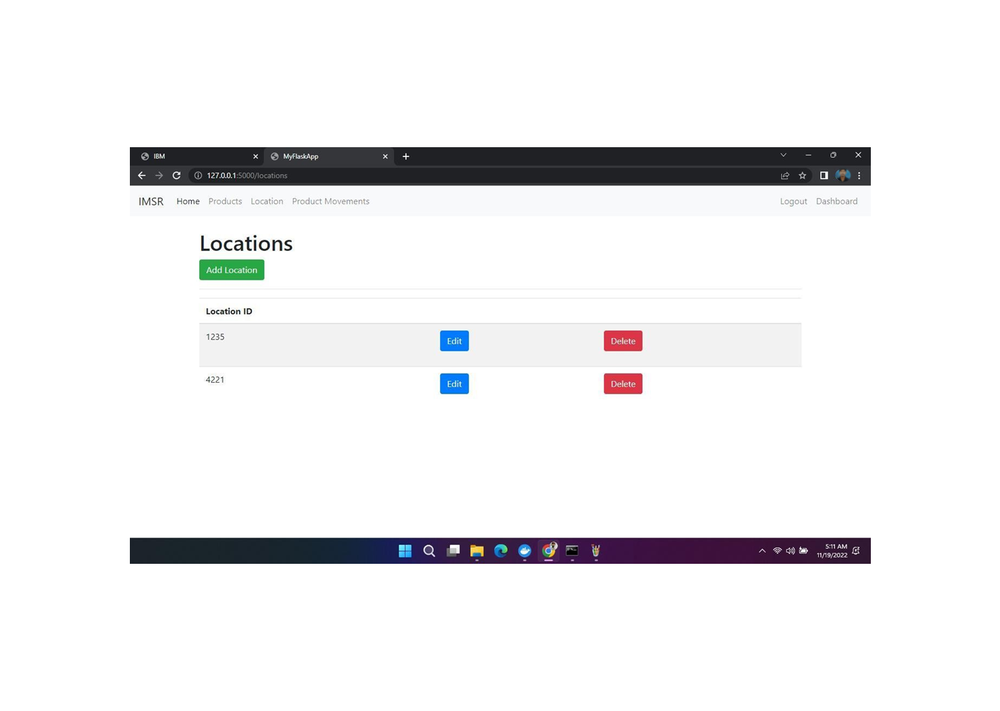 IBM
MyFlaskApp
127.0.0.1:5000/locations
IMSR Home Products Location Product Movements Logout Dashboard
Locations
Add Location
Location ID
1235 Edit Delete
4221 Edit Delete
5:11 AM
11/19/2022